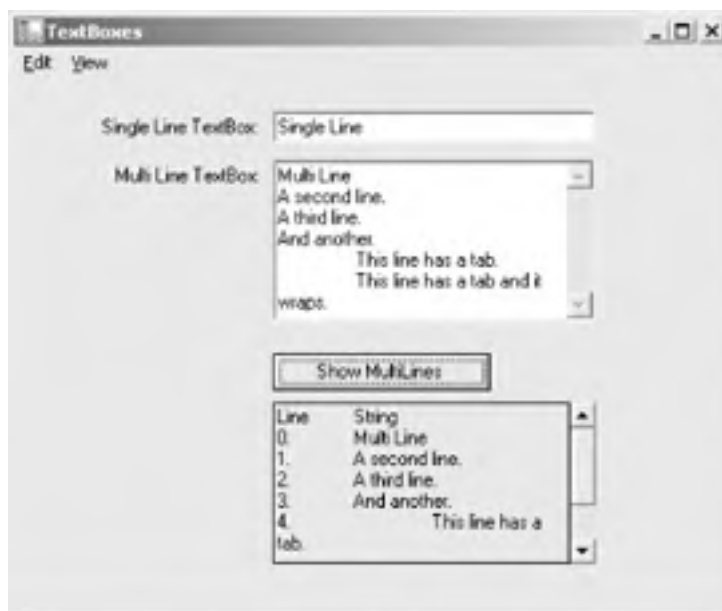 TextBoxes
Edit View
Single Line TextBox: Single Line
Multi Line TextBox: Multi Line
A second line.
A third line.
And another.
This line has a tab.
This line has a tab and it
wraps.
Show MultiLines
Line String
0. Multi Line
1. A second line.
2. A third line.
3. And another.
4. This line has a
tab.